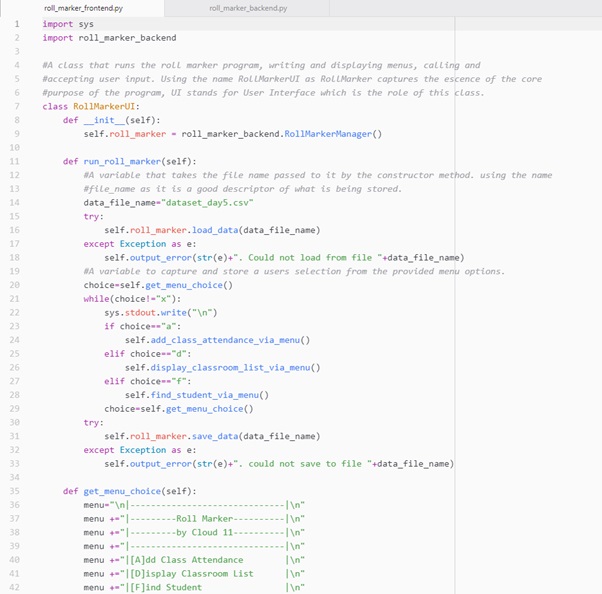 roll_marker_frontend.py roll_marker_backend.py
1 import sys
2 import roll_marker_backend
3
4 #A class that runs the roll marker program, writing and displaying menus, calling and
5 #accepting user input. Using the name RollMarkerUI as RollMarker captures the escence of the core
6 #purpose of the program, UI stands for User Interface which is the role of this class.
7 class RollMarkerUI:
8     def __init__(self):
9         self.roll_marker = roll_marker_backend.RollMarkerManager()
10
11     def run_roll_marker(self):
12         #A variable that takes the file name passed to it by the constructor method. using the name
13         #file_name as it is a good descriptor of what is being stored.
14         data_file_name="dataset_day5.csv"
15         try:
16             self.roll_marker.load_data(data_file_name)
17         except Exception as e:
18             self.output_error(str(e)+". Could not load from file "+data_file_name)
19         #A variable to capture and store a users selection from the provided menu options.
20         choice=self.get_menu_choice()
21         while(choice!="x"):
22             sys.stdout.write("\n")
23             if choice=="a":
24                 self.add_class_attendance_via_menu()
25             elif choice=="d":
26                 self.display_classroom_list_via_menu()
27             elif choice=="f":
28                 self.find_student_via_menu()
29             choice=self.get_menu_choice()
30         try:
31             self.roll_marker.save_data(data_file_name)
32         except Exception as e:
33             self.output_error(str(e)+". could not save to file "+data_file_name)
34
35     def get_menu_choice(self):
36         menu="\n|------------------------------|\n"
37         menu +="|---------Roll Marker----------|\n"
38         menu +="|---------by Cloud 11----------|\n"
39         menu +="|------------------------------|\n"
40         menu +="|[A]dd Class Attendance        |\n"
41         menu +="|[D]isplay Classroom List      |\n"
42         menu +="|[F]ind Student                |\n"